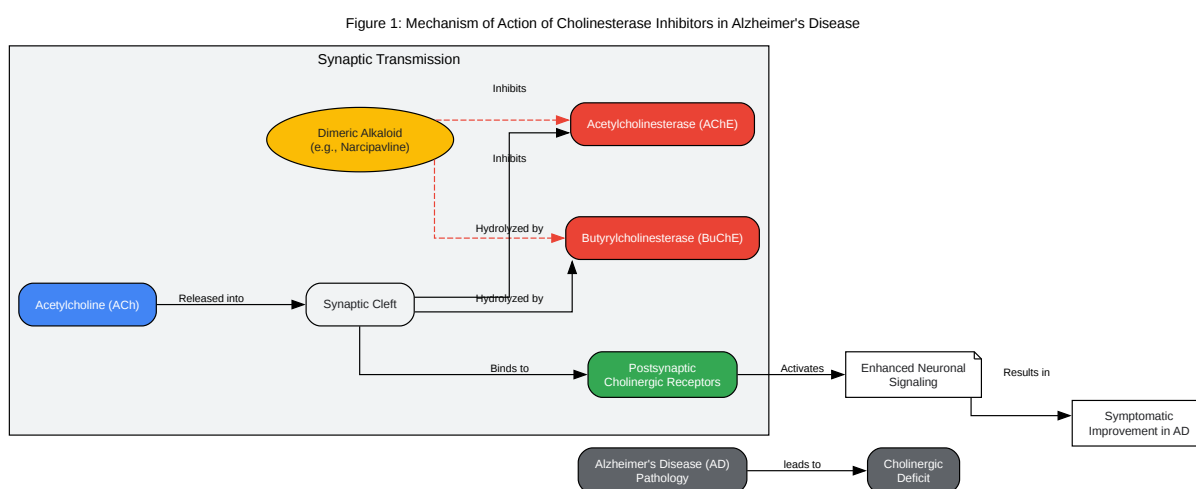 Figure 1: Mechanism of Action of Cholinesterase Inhibitors in Alzheimer's Disease
Synaptic Transmission
Inhibits
Acetylcholinesterase (AChE)
Dimeric Alkaloid
(e.g., Narcipavline)
Inhibits
Hydrolyzed by
Butyrylcholinesterase (BuChE)
Acetylcholine (ACh)
Released into
Synaptic Cleft
Hydrolyzed by
Binds to
Postsynaptic
Cholinergic Receptors
Activates
Enhanced Neuronal
Signaling
Results in
Symptomatic
Improvement in AD
Alzheimer's Disease (AD)
Pathology
leads to
Cholinergic
Deficit